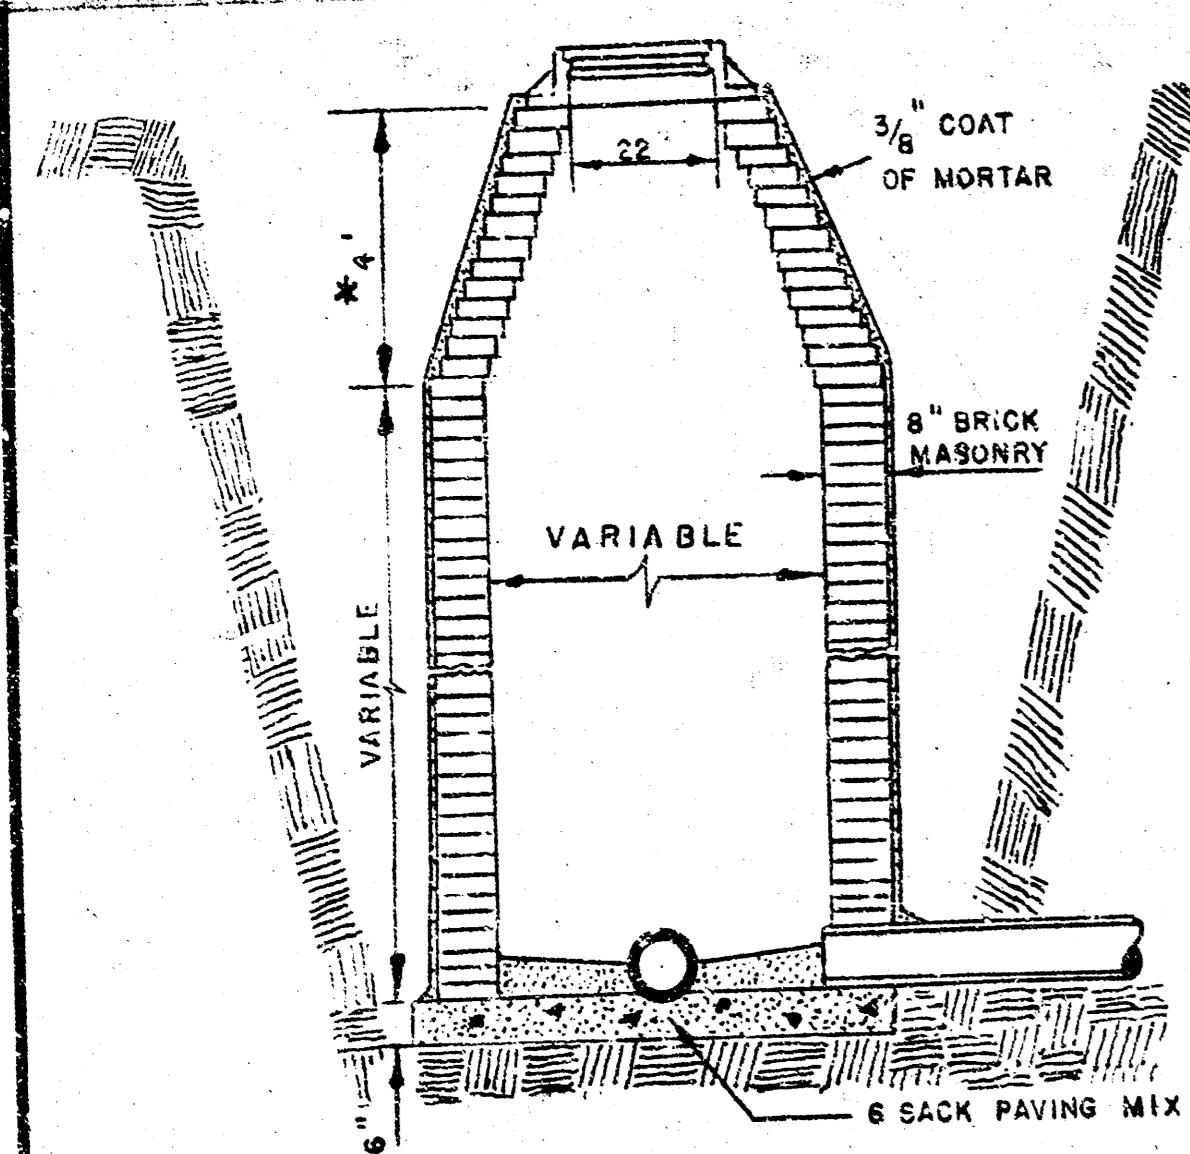 3/8" COAT
OF MORTAR
22
*4'
8" BRICK
MASONRY
VARIABLE
VARIABLE
6 SACK PAVING MIX
6"